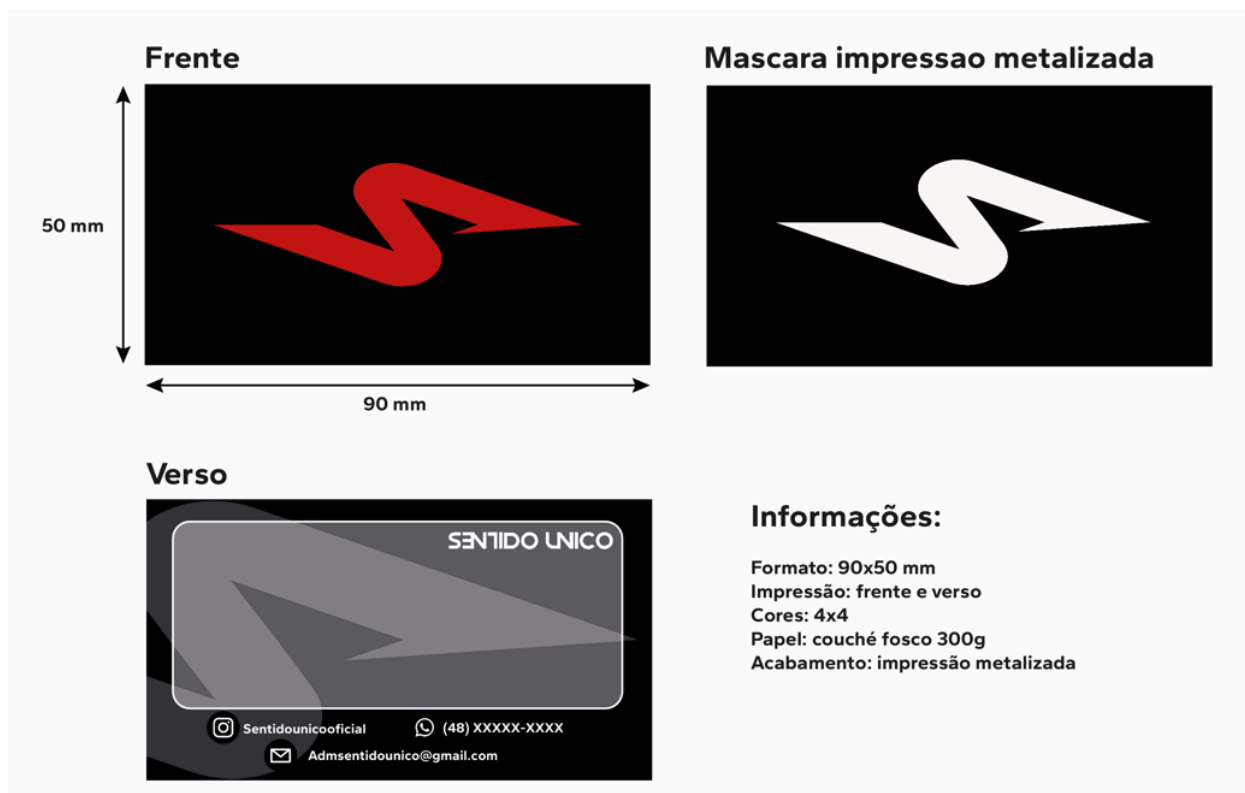 Frente
Mascara impressao metalizada
50 mm
90 mm
Verso
SENTIDO UNICO
Sentidounicooficial
(48) XXXXX-XXXX
Admsentidounico@gmail.com
Informações:
Formato: 90x50 mm
Impressão: frente e verso
Cores: 4x4
Papel: couché fosco 300g
Acabamento: impressão metalizada